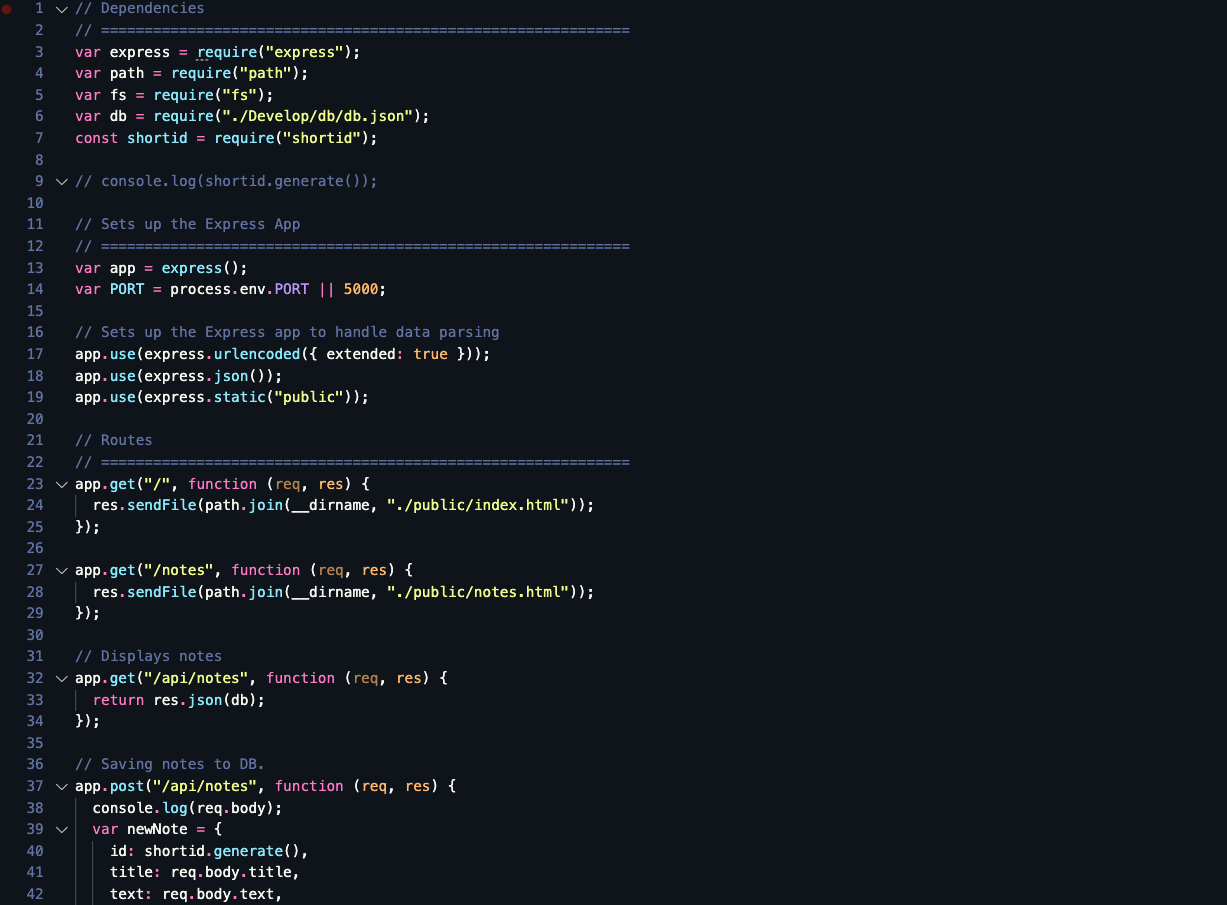 1 // Dependencies
2 // =============================================================
3 var express = require("express");
4 var path = require("path");
5 var fs = require("fs");
6 var db = require("./Develop/db/db.json");
7 const shortid = require("shortid");
8
9 // console.log(shortid.generate());
10
11 // Sets up the Express App
12 // =============================================================
13 var app = express();
14 var PORT = process.env.PORT || 5000;
15
16 // Sets up the Express app to handle data parsing
17 app.use(express.urlencoded({ extended: true }));
18 app.use(express.json());
19 app.use(express.static("public"));
20
21 // Routes
22 // =============================================================
23 app.get("/", function (req, res) {
24   res.sendFile(path.join(__dirname, "./public/index.html"));
25 });
26
27 app.get("/notes", function (req, res) {
28   res.sendFile(path.join(__dirname, "./public/notes.html"));
29 });
30
31 // Displays notes
32 app.get("/api/notes", function (req, res) {
33   return res.json(db);
34 });
35
36 // Saving notes to DB.
37 app.post("/api/notes", function (req, res) {
38   console.log(req.body);
39   var newNote = {
40     id: shortid.generate(),
41     title: req.body.title,
42     text: req.body.text,